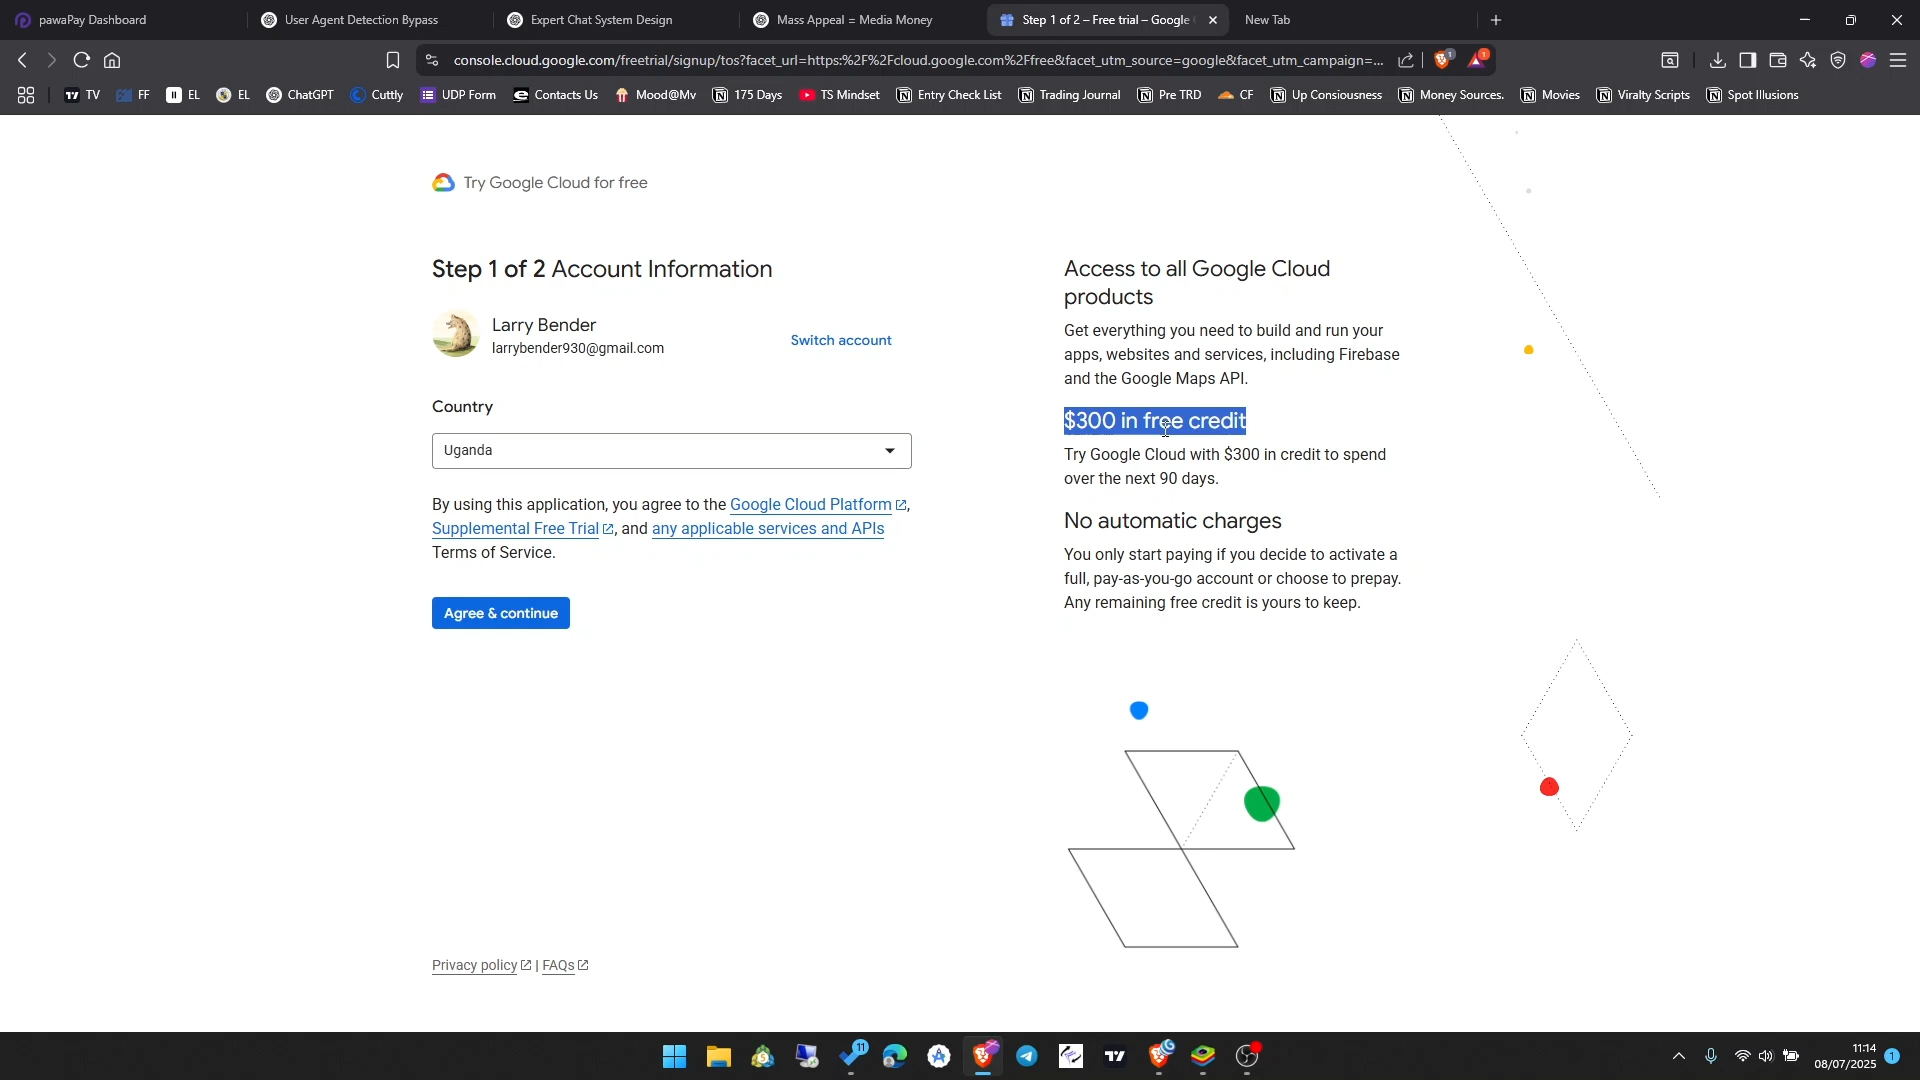 pawaPay Dashboard
User Agent Detection Bypass
Expert Chat System Design
Mass Appeal = Media Money
Step 1 of 2 – Free trial – Google
New Tab
console.cloud.google.com/freetrial/signup/tos?facet_url=https:%2F%2Fcloud.google.com%2Ffree&facet_utm_source=google&facet_utm_campaign=...
1
1
TV
FF
EL
EL
ChatGPT
Cuttly
UDP Form
Contacts Us
Mood@Mv
175 Days
TS Mindset
Entry Check List
Trading Journal
Pre TRD
CF
Up Consiousness
Money Sources.
Movies
Viralty Scripts
Spot Illusions
Try Google Cloud for free
Step 1 of 2 Account Information
Larry Bender
larrybender930@gmail.com
Switch account
Country
Uganda
By using this application, you agree to the Google Cloud Platform,
Supplemental Free Trial, and any applicable services and APIs
Terms of Service.
Agree & continue
Access to all Google Cloud
products
Get everything you need to build and run your
apps, websites and services, including Firebase
and the Google Maps API.
$300 in free credit
Try Google Cloud with $300 in credit to spend
over the next 90 days.
No automatic charges
You only start paying if you decide to activate a
full, pay-as-you-go account or choose to prepay.
Any remaining free credit is yours to keep.
Privacy policy | FAQs
11
11:14
08/07/2025
1